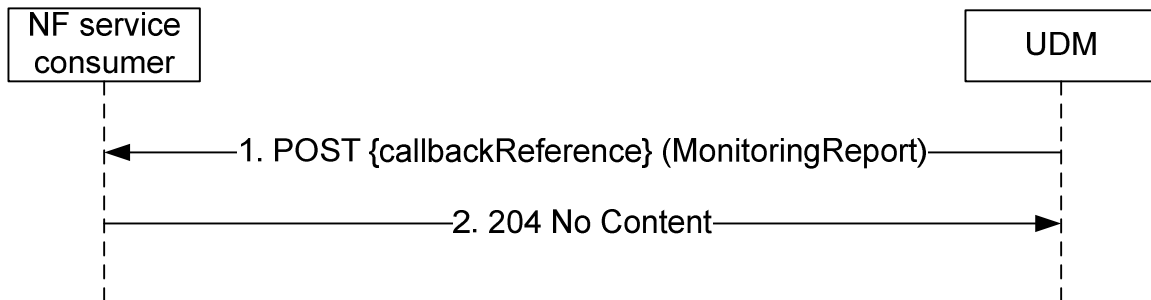 NF service
consumer
UDM
1. POST {callbackReference} (MonitoringReport)
2. 204 No Content